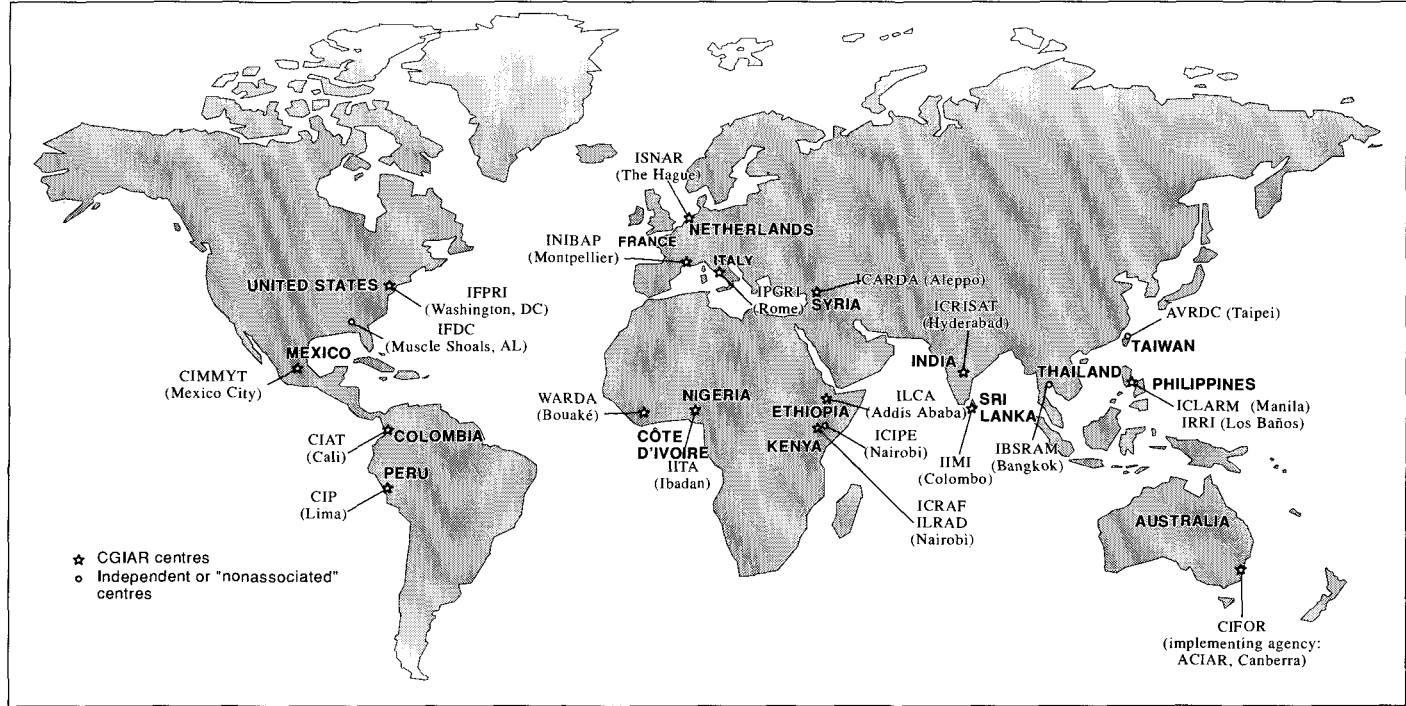 ISNAR
(The Hague)
NETHERLANDS
FRANCE
INIBAP
(Montpellier)
ITALY
IPGRI
(Rome)
ICARDA (Aleppo)
SYRIA
ICRISAT
(Hyderabad)
INDIA
UNITED STATES
IFPRI
(Washington, DC)
IFDC
(Muscle Shoals, AL)
MEXICO
CIMMYT
(Mexico City)
AVRDC (Taipei)
TAIWAN
THAILAND
PHILIPPINES
ICLARM (Manila)
IRRI (Los Baños)
WARDA
(Bouaké)
NIGERIA
CÔTE
D'IVOIRE
IITA
(Ibadan)
ILCA
(Addis Ababa)
ETHIOPIA
KENYA
ICIPE
(Nairobi)
SRI
LANKA
IIMI
(Colombo)
IBSRAM
(Bangkok)
CIAT
(Cali)
COLOMBIA
PERU
CIP
(Lima)
ICRAF
ILRAD
(Nairobi)
AUSTRALIA
CGIAR centres
Independent or "nonassociated"
centres
CIFOR
(implementing agency:
ACIAR, Canberra)